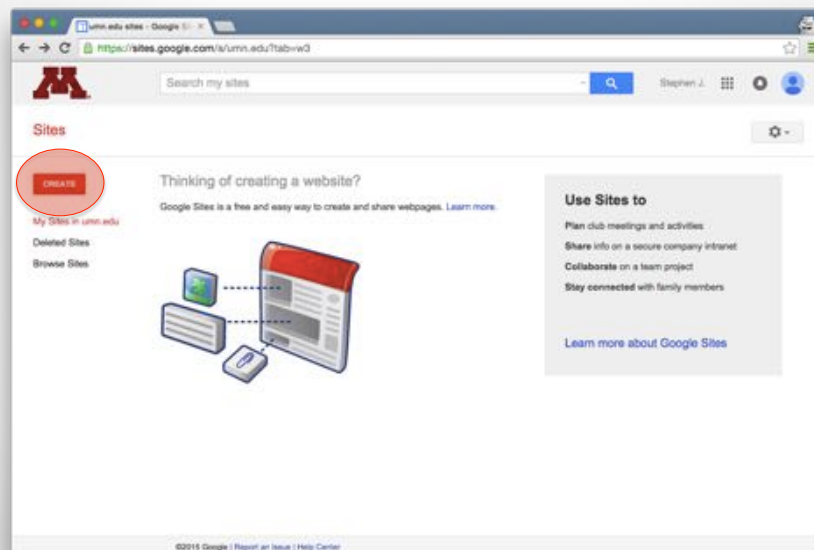 umn.edu sites - Google Si
https://sites.google.com/a/umn.edu/?tab=w3
M
Search my sites
Stephen J.
Sites
CREATE
My Sites in umn.edu
Deleted Sites
Browse Sites
Thinking of creating a website?
Google Sites is a free and easy way to create and share webpages. Learn more.
Use Sites to
Plan club meetings and activities
Share info on a secure company intranet
Collaborate on a team project
Stay connected with family members
Learn more about Google Sites
©2015 Google | Report an Issue | Help Center